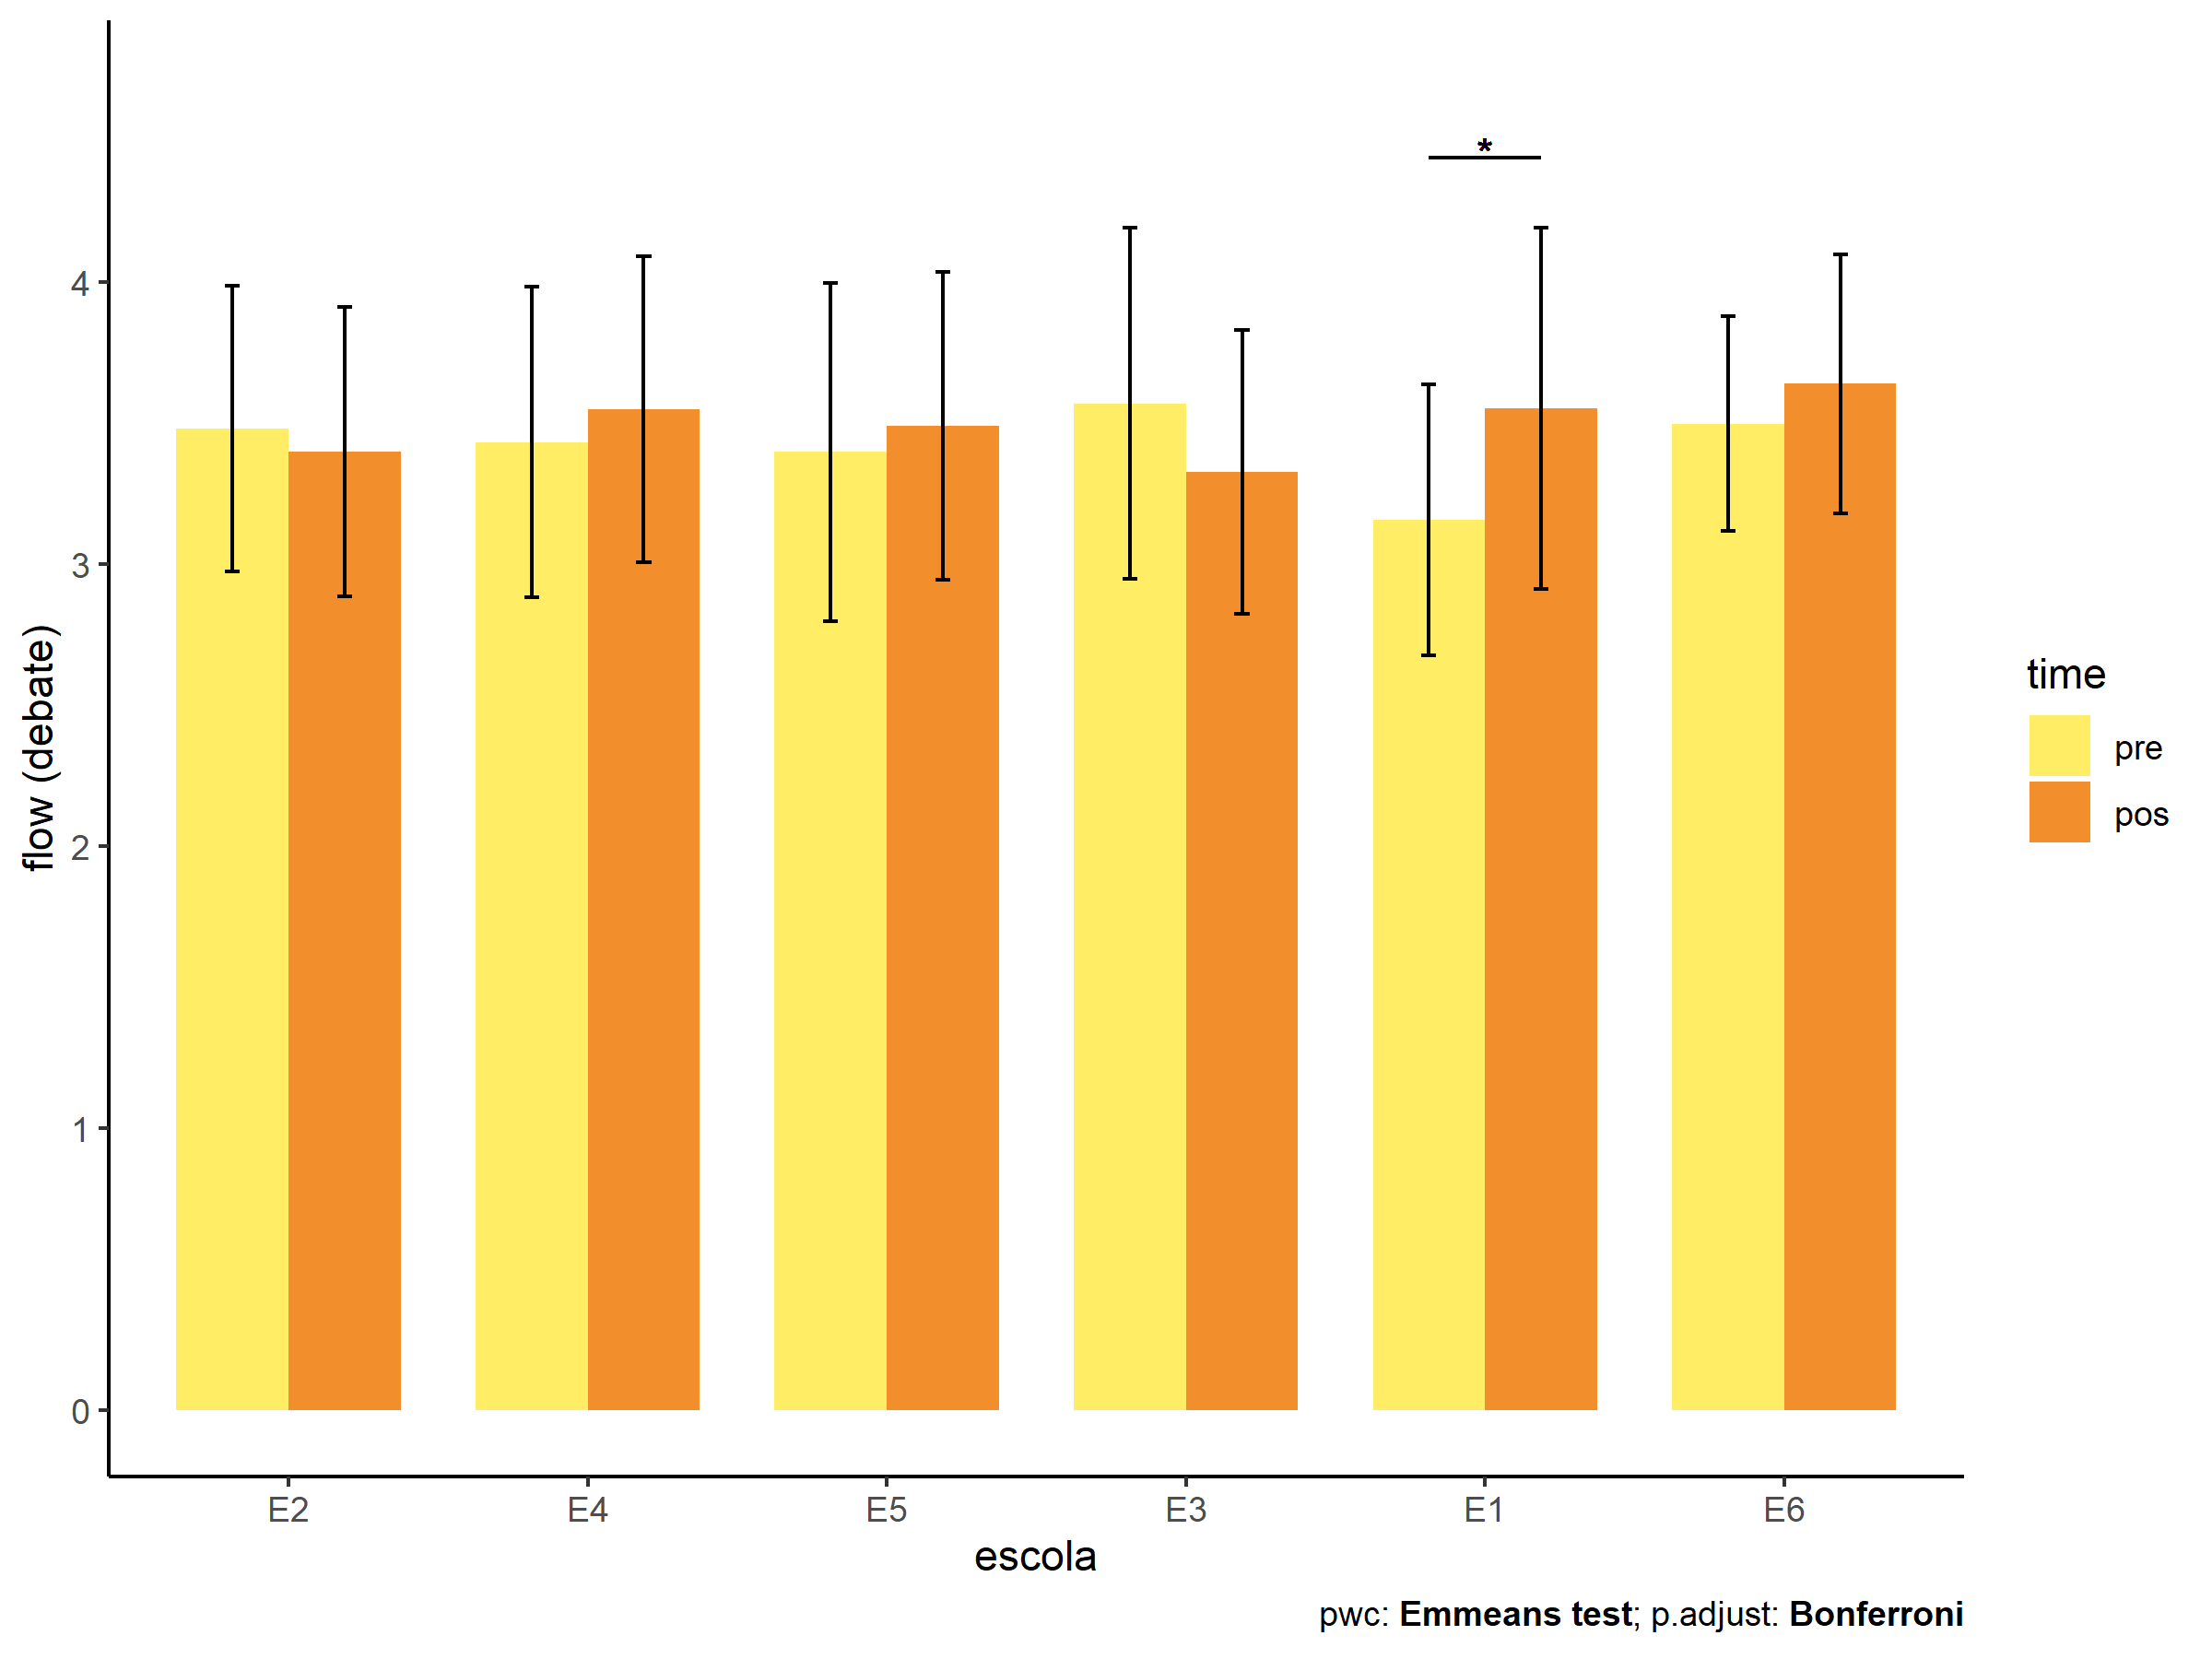 *
4
3
2
1
0
flow (debate)
E2 E4 E5 E3 E1 E6
escola
time
pre
pos
pwc: Emmeans test; p.adjust: Bonferroni